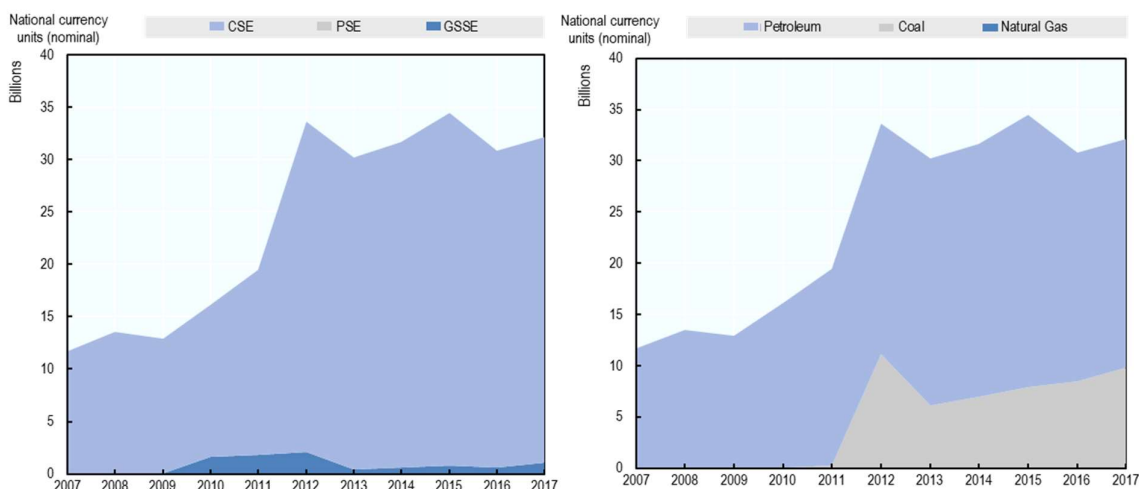 National currency
units (nominal)
CSE PSE GSSE
Billions
40
35
30
25
20
15
10
5
0
2007 2008 2009 2010 2011 2012 2013 2014 2015 2016 2017
National currency
units (nominal)
Petroleum Coal Natural Gas
Billions
40
35
30
25
20
15
10
5
0
2007 2008 2009 2010 2011 2012 2013 2014 2015 2016 2017